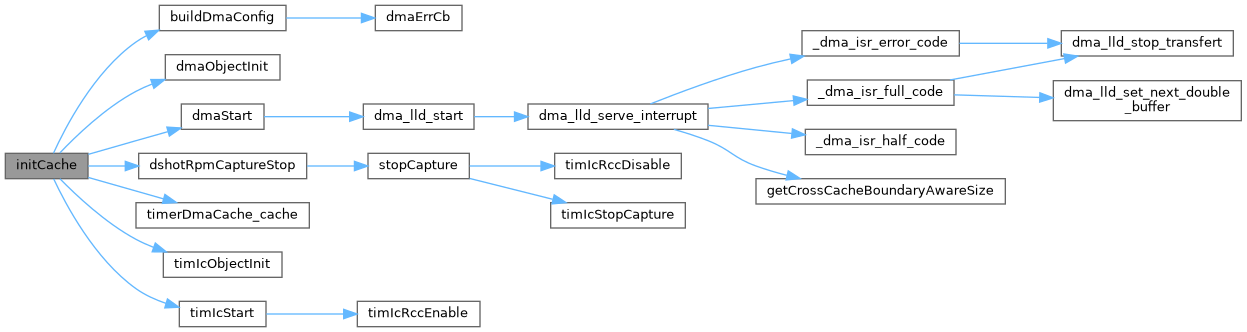 initCache
buildDmaConfig
dmaErrCb
dmaObjectInit
dmaStart
dma_lld_start
dma_lld_serve_interrupt
_dma_isr_error_code
dma_lld_stop_transfert
_dma_isr_full_code
dma_lld_set_next_double
_buffer
_dma_isr_half_code
getCrossCacheBoundaryAwareSize
dshotRpmCaptureStop
stopCapture
timIcRccDisable
timIcStopCapture
timerDmaCache_cache
timIcObjectInit
timIcStart
timIcRccEnable